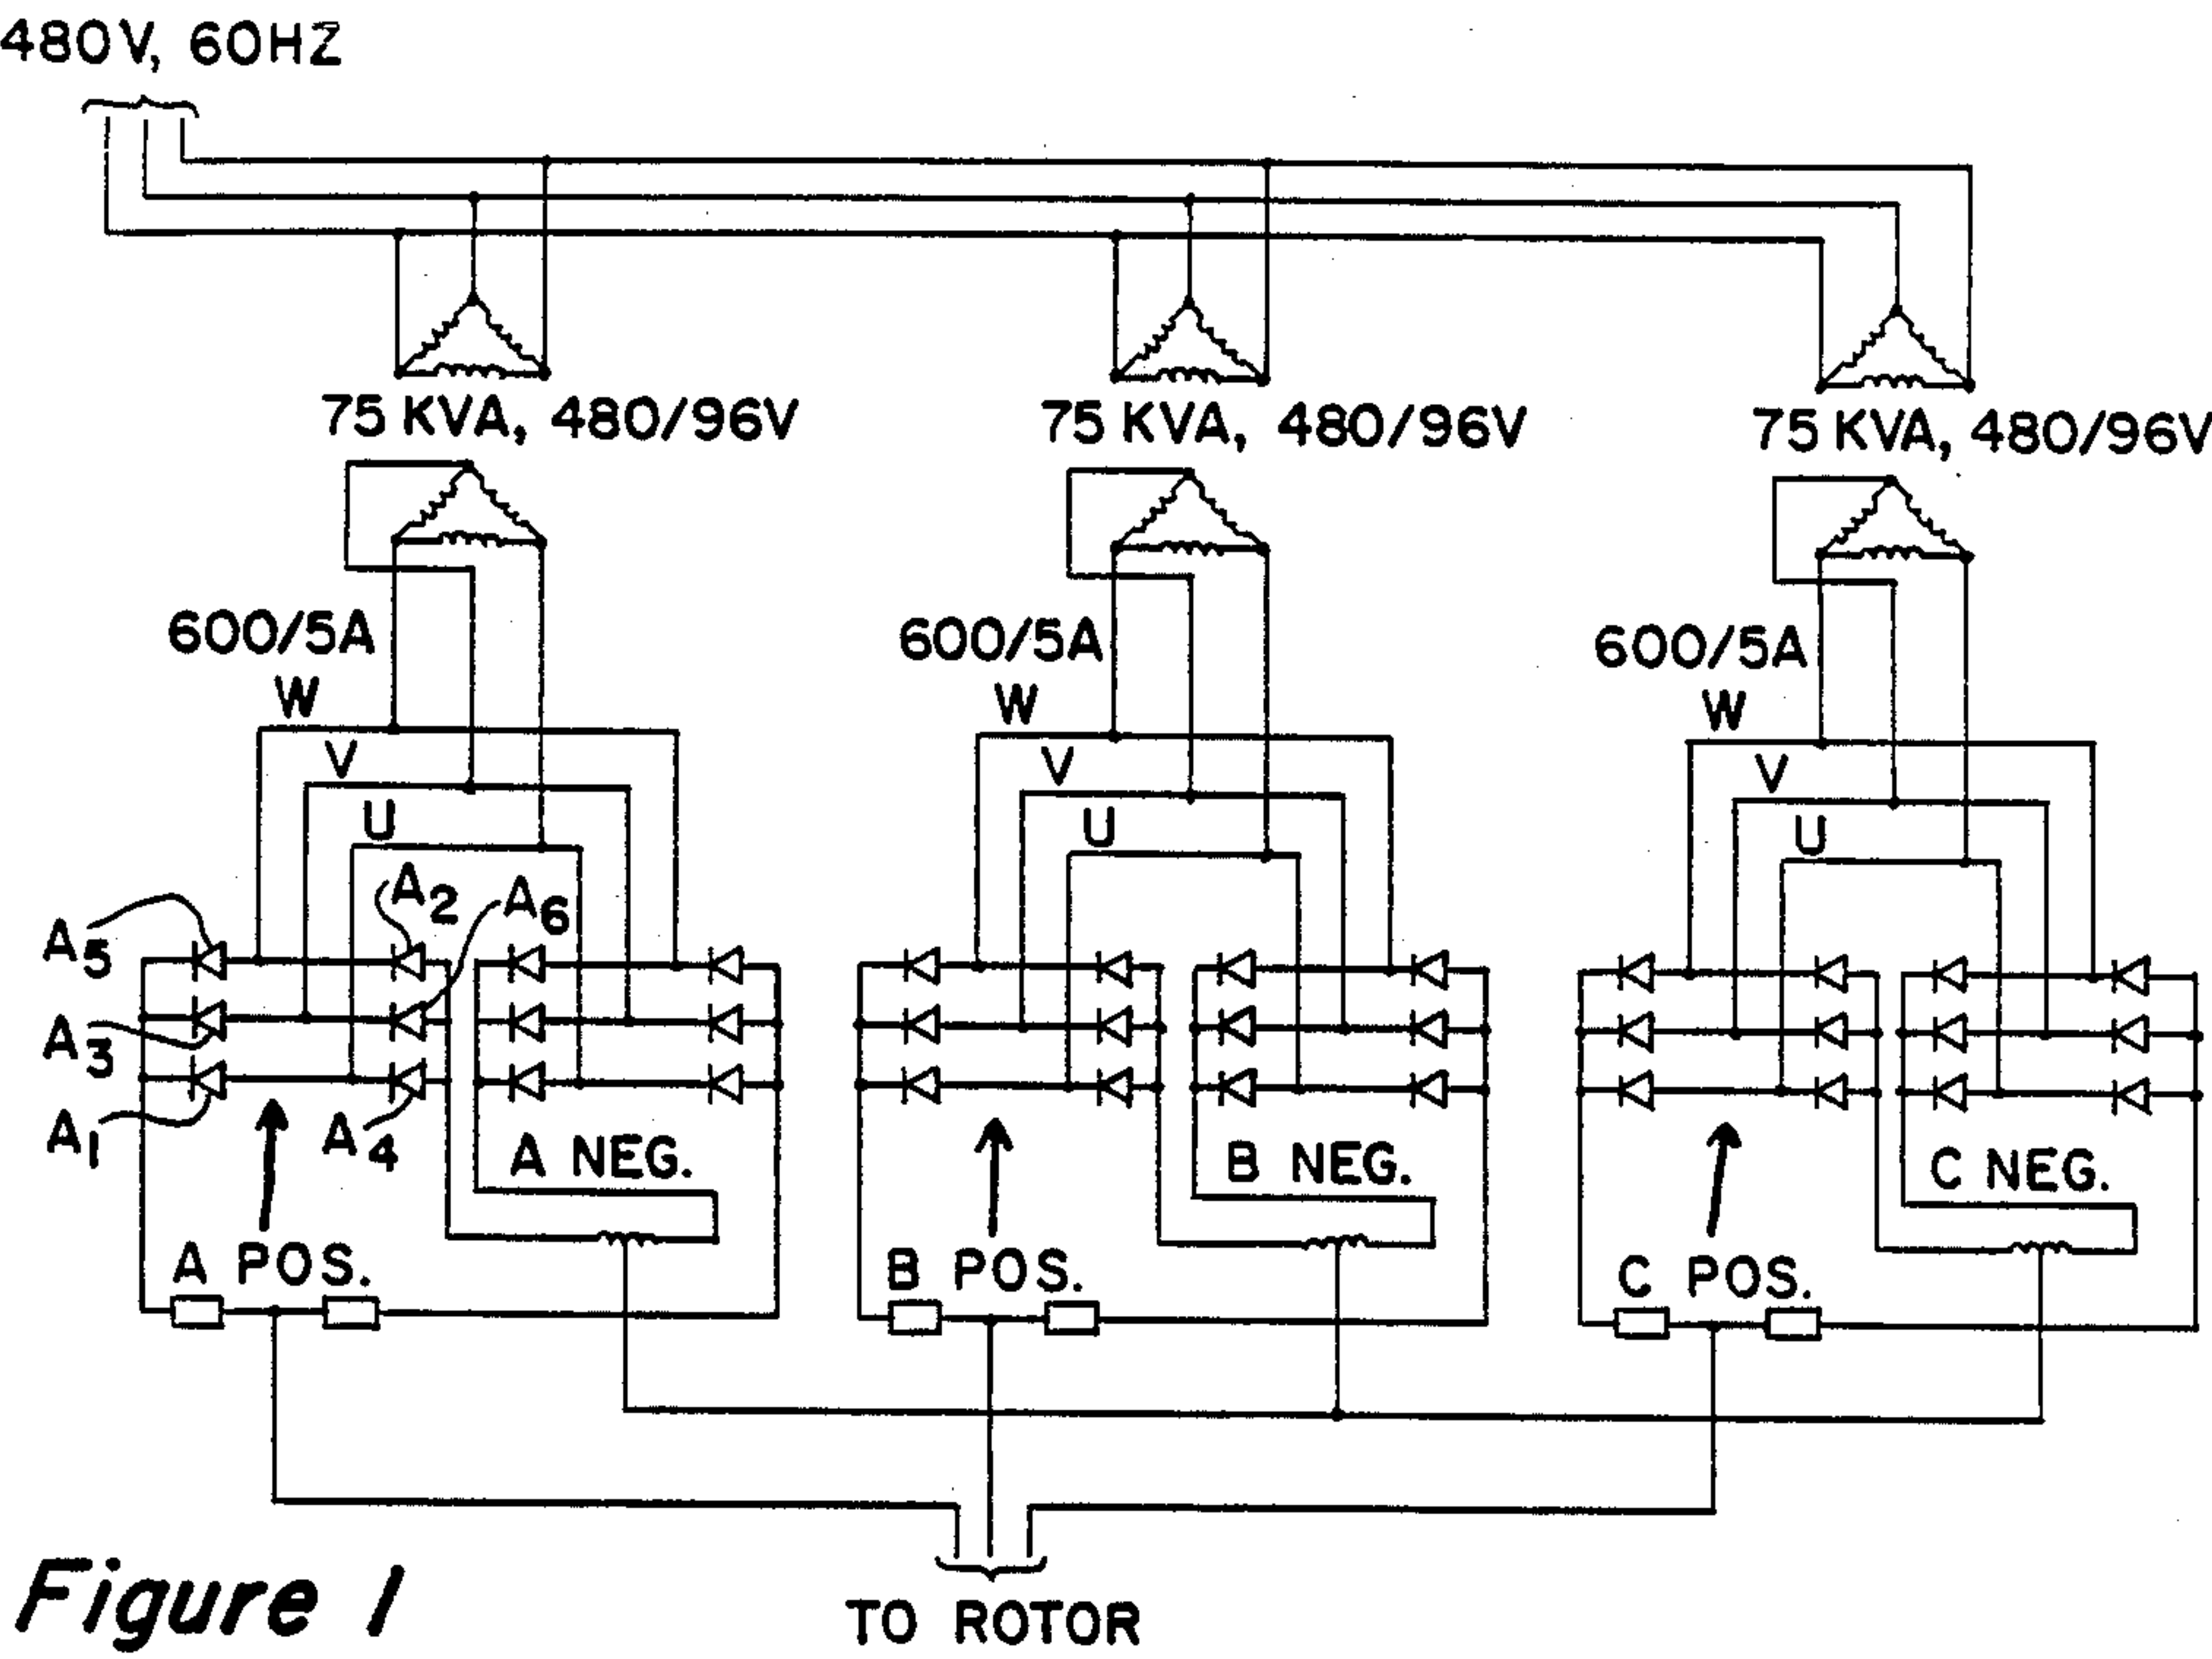 480V, 60HZ
75 KVA, 480/96V
75 KVA, 480/96V
75 KVA, 480/96V
600/5A
600/5A
600/5A
W
W
W
V
V
V
U
U
U
A2
A6
A5
A3
A1
A4
A NEG.
B NEG.
C NEG.
A POS.
B POS.
C POS.
TO ROTOR
Figure 1